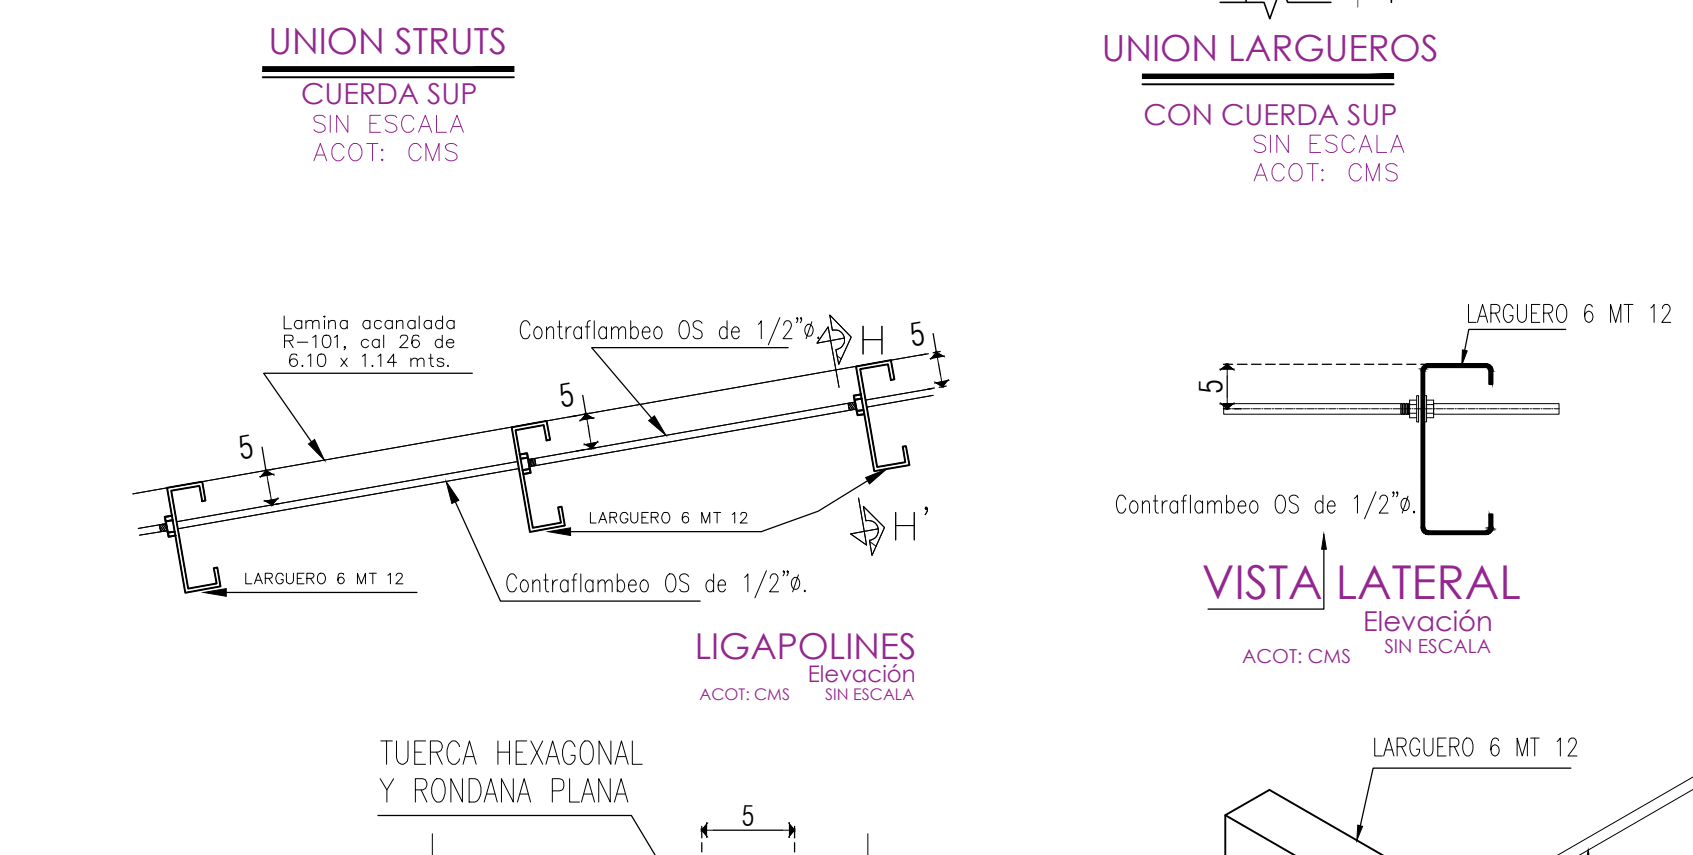 UNION STRUTS
CUERDA SUP
SIN ESCALA
ACOT: CMS
UNION LARGUEROS
CON CUERDA SUP
SIN ESCALA
ACOT: CMS
Lamina acanalada
R-101, cal 26 de
6.10 x 1.14 mts.
Contraflambeo OS de 1/2"ø.
H
5
5
5
LARGUERO 6 MT 12
H'
LARGUERO 6 MT 12
Contraflambeo OS de 1/2"ø.
LIGAPOLINES
Elevación
ACOT: CMS SIN ESCALA
LARGUERO 6 MT 12
5
Contraflambeo OS de 1/2"ø.
VISTA LATERAL
Elevación
SIN ESCALA
ACOT: CMS
TUERCA HEXAGONAL
Y RONDANA PLANA
5
LARGUERO 6 MT 12